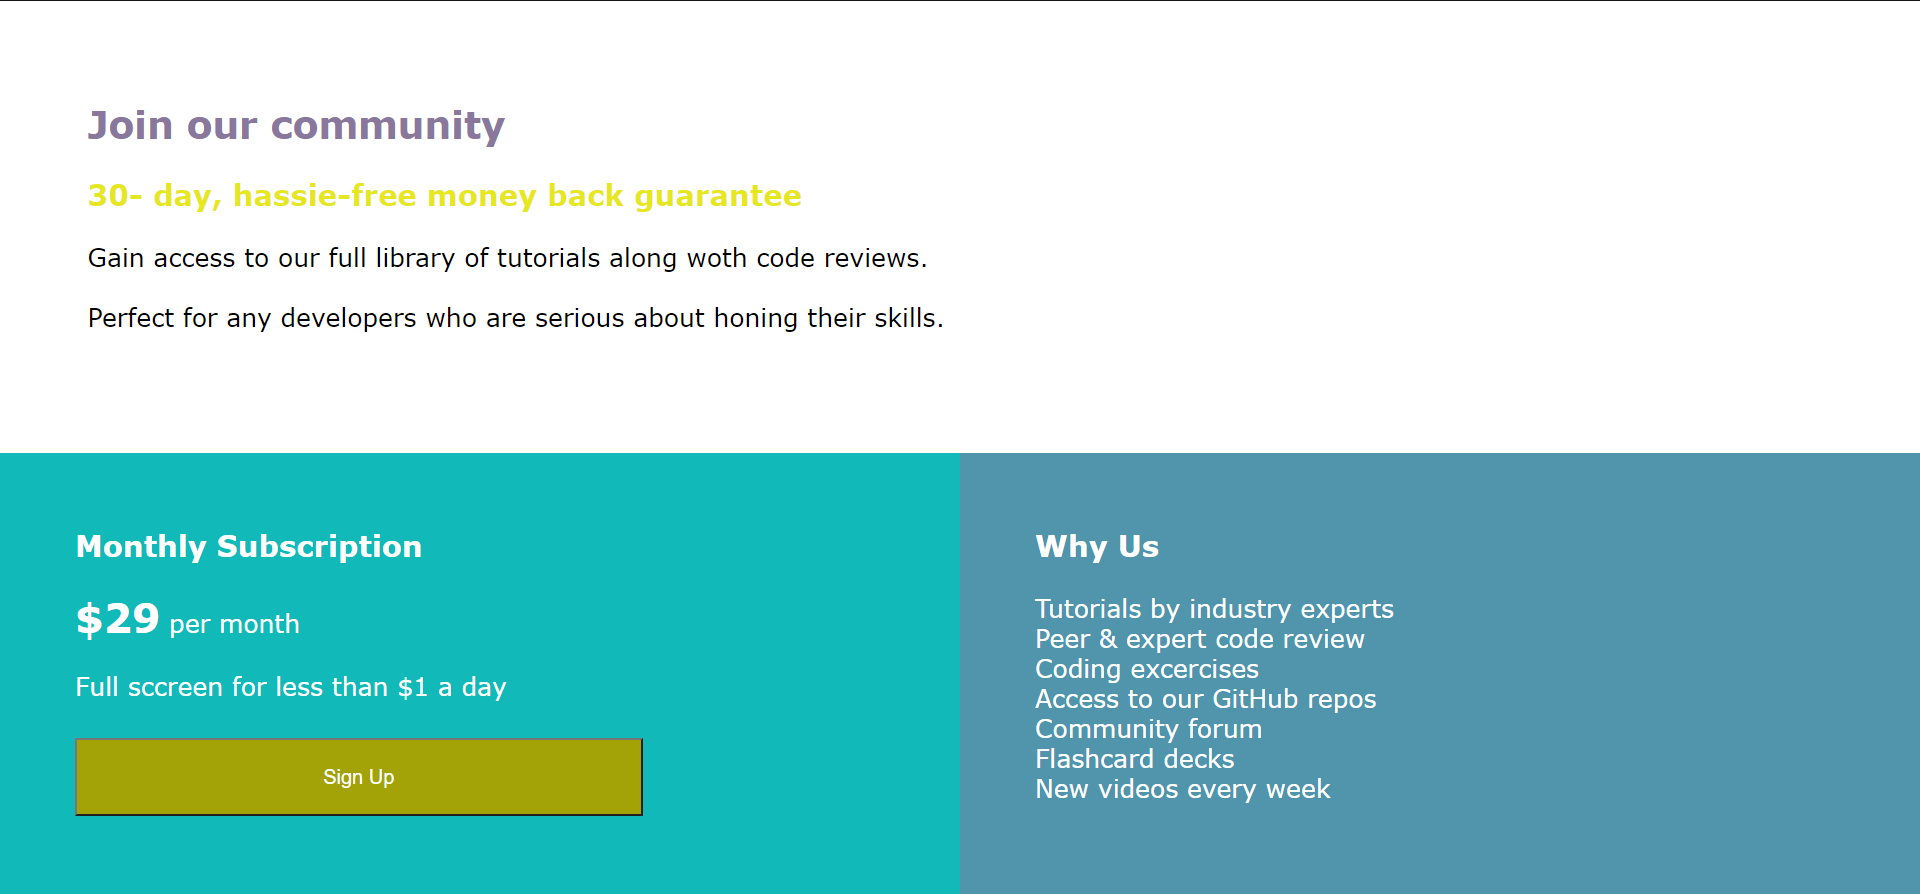 Join our community
30- day, hassie-free money back guarantee
Gain access to our full library of tutorials along woth code reviews.
Perfect for any developers who are serious about honing their skills.
Monthly Subscription
$29 per month
Full sccreen for less than $1 a day
Sign Up
Why Us
Tutorials by industry experts
Peer & expert code review
Coding excercises
Access to our GitHub repos
Community forum
Flashcard decks
New videos every week